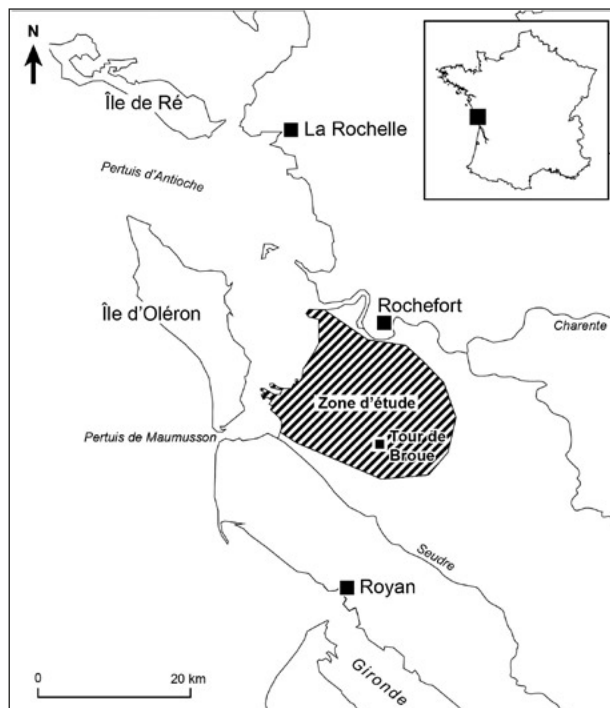 N
Île de Ré
La Rochelle
Pertuis d'Antioche
Île d'Oléron
Rochefort
Charente
Zone d'étude
Tour de
Broue
Pertuis de Maumusson
Seudre
Royan
0
20 km
Gironde